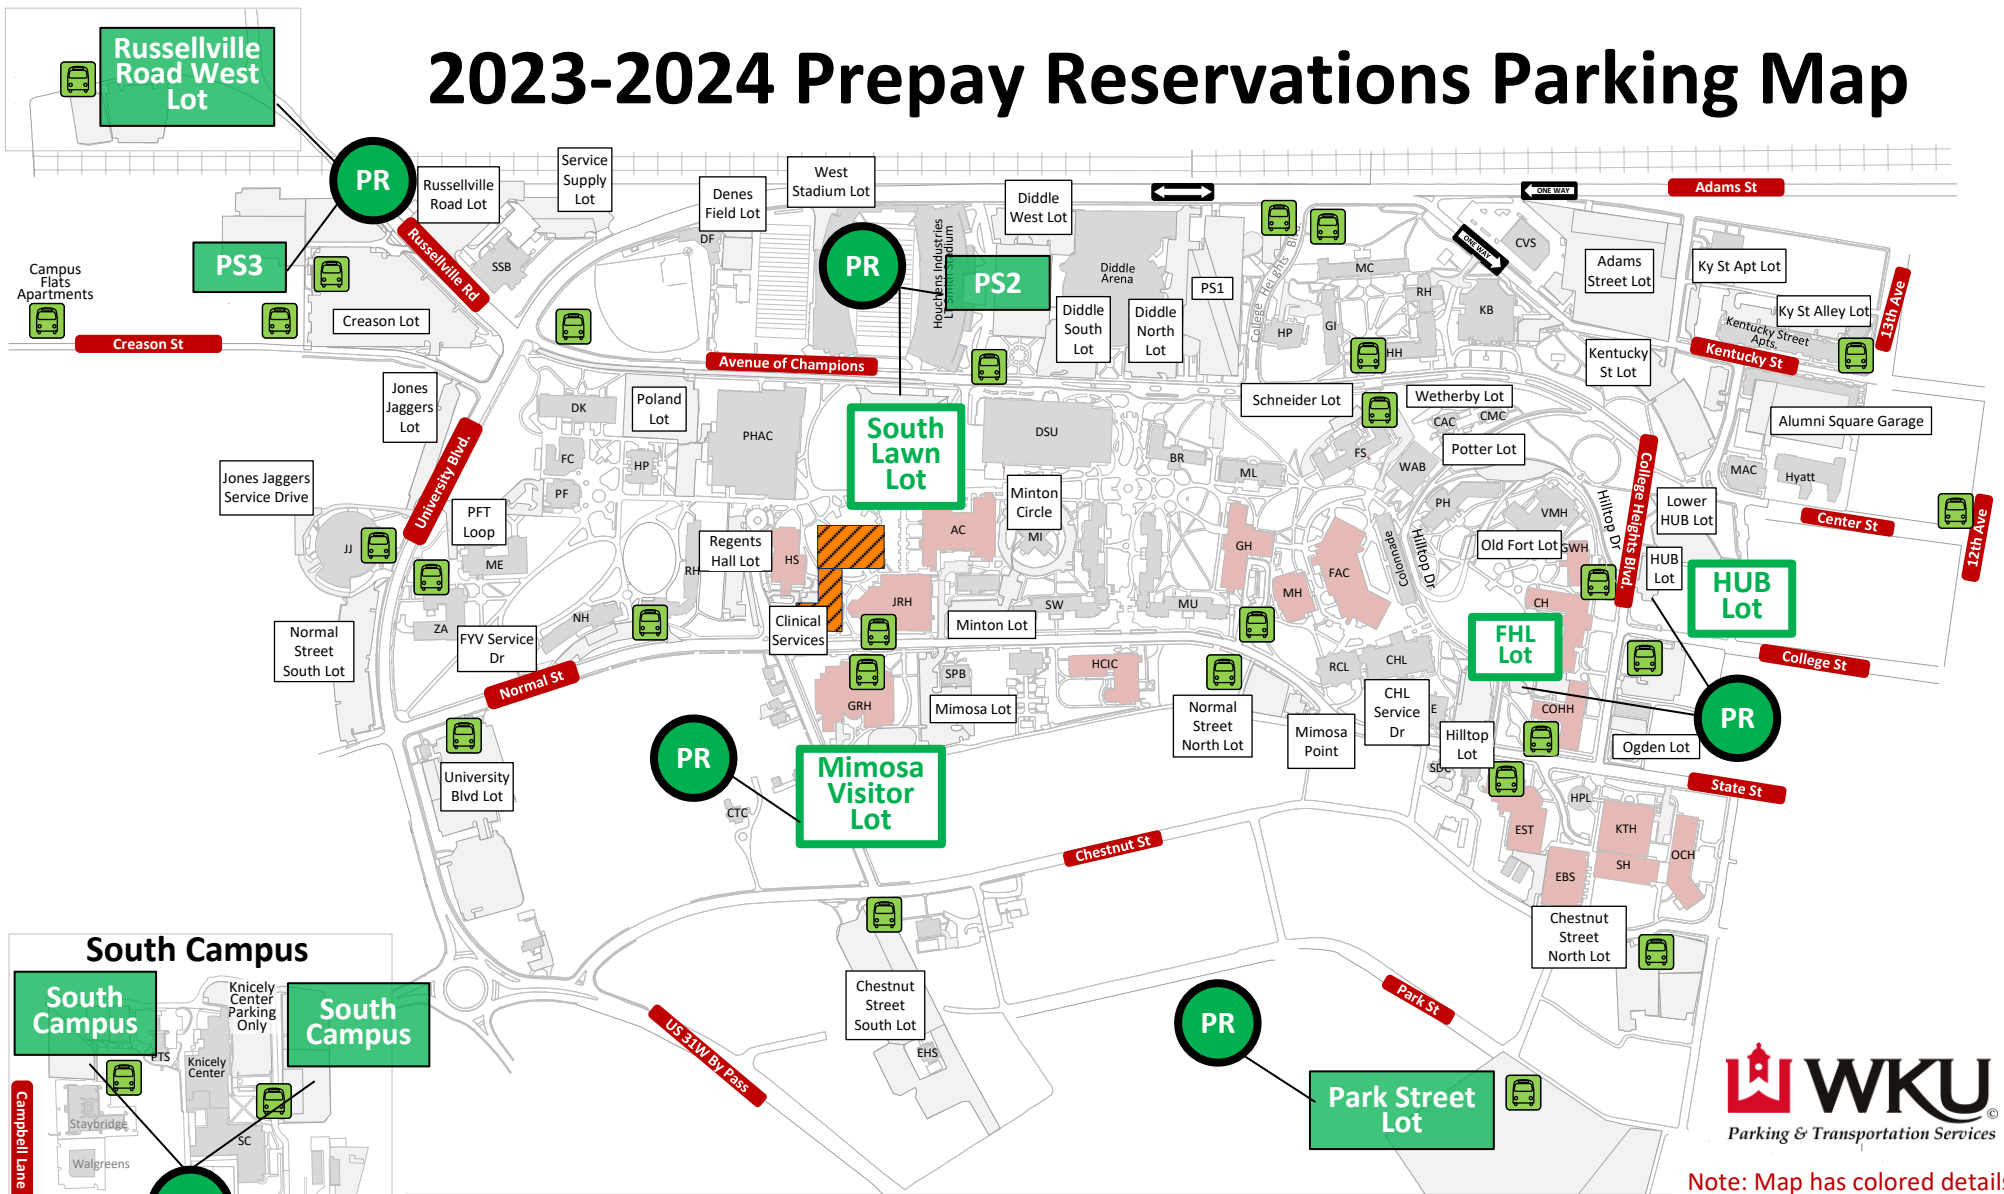 2023-2024 Prepay Reservations Parking Map
Russellville
Road West
Lot
PR
Russellville
Road Lot
Service
Supply
Lot
Denes
Field Lot
West
Stadium Lot
Diddle
West Lot
ONE WAY
Adams St
PS3
Russellville Rd
SSB
DF
PR
Houchens Industries
PS2
Diddle
Arena
PS1
College Heights
MC
ONE WAY
CVS
Adams
Street Lot
Ky St Apt Lot
Ky St Alley Lot
13th Ave
Campus
Flats
Apartments
Creason St
Creason Lot
Avenue of Champions
Diddle
South
Lot
Diddle
North
Lot
HP
GI
RH
HH
KB
Kentucky Street
Apts.
Kentucky St
Kentucky
St Lot
Jones
Jaggers
Lot
DK
Poland
Lot
PHAC
South
Lawn
Lot
DSU
Schneider Lot
Wetherby Lot
CAC
CMC
Potter Lot
Alumni Square Garage
University Blvd.
FC
HP
PF
BR
ML
FS
WAB
PH
College Heights Blvd.
MAC
Hyatt
Jones Jaggers
Service Drive
PFT
Loop
JJ
ME
Regents
Hall Lot
RH
HS
AC
Minton
Circle
MI
GH
FAC
Colonnade
Hilltop Dr
VMH
Old Fort Lot
GWH
Hilltop Dr
Lower
HUB Lot
HUB
Lot
HUB
Lot
Center St
12th Ave
Normal
Street
South Lot
ZA
FYV Service
Dr
NH
Clinical
Services
JRH
SW
Minton Lot
MU
MH
CH
FHL
Lot
College St
Normal St
GRH
SPB
Mimosa Lot
HCIC
Normal
Street
North Lot
Mimosa
Point
RCL
CHL
CHL
Service
Dr
E
Hilltop
Lot
SDC
COHH
Ogden Lot
PR
State St
University
Blvd Lot
PR
CTC
Mimosa
Visitor
Lot
Chestnut St
EST
HPL
KTH
SH
OCH
EBS
Chestnut
Street
North Lot
South Campus
South
Campus
Knicely
Center
Parking
Only
South
Campus
PTS
Knicely
Center
Campbell Lane
Staybridge
SC
Walgreens
US 31W By Pass
Chestnut
Street
South Lot
EHS
PR
Park St
Park Street
Lot
WKU
©
Parking & Transportation Services
Note: Map has colored details